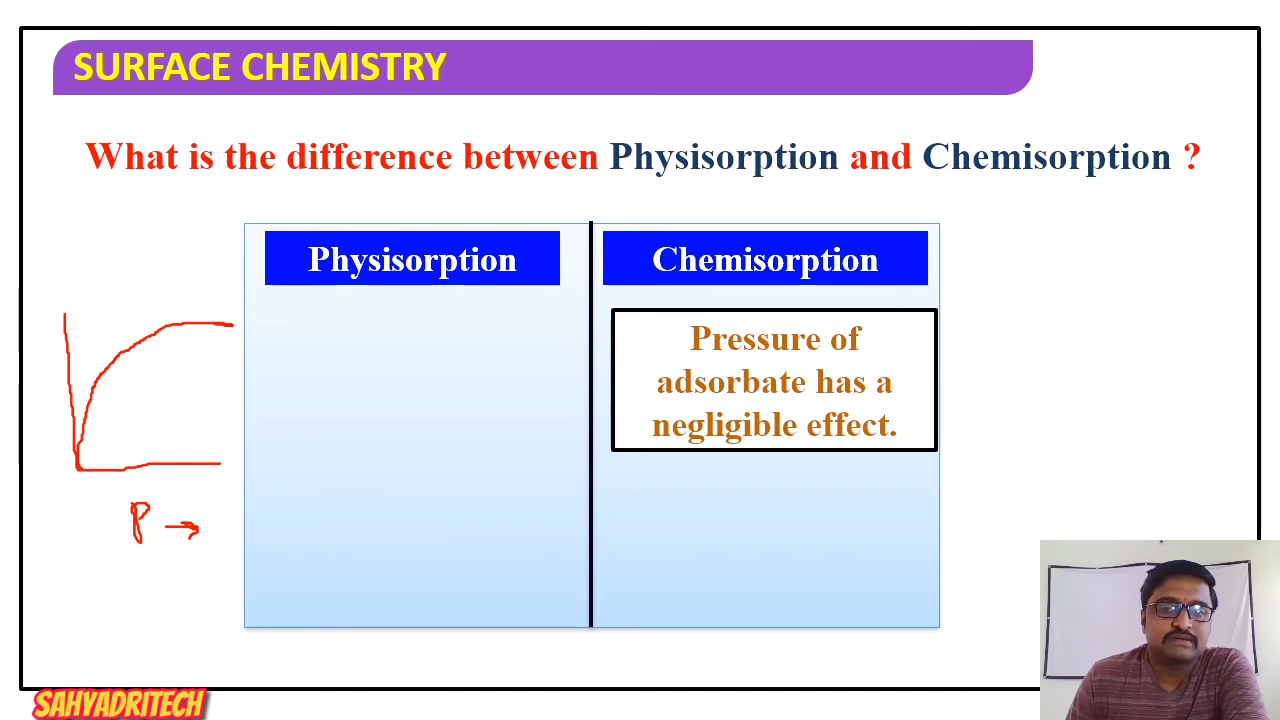 SURFACE CHEMISTRY
What is the difference between Physisorption and Chemisorption ?
Physisorption
Chemisorption
Pressure of
adsorbate has a
negligible effect.
P →
SAHYADRITECH